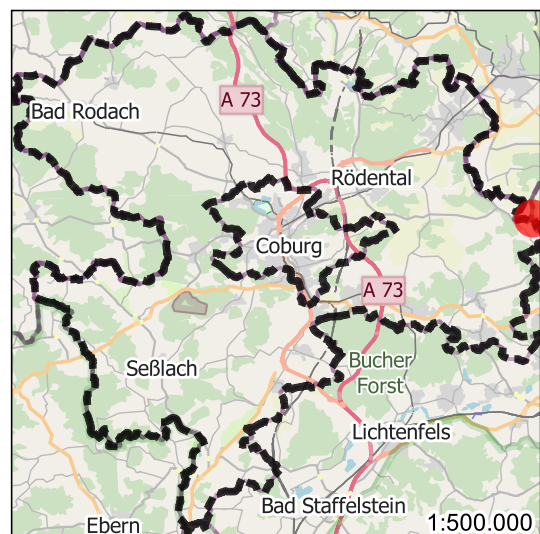 A 73
Bad Rodach
Rödental
Coburg
A 73
Bucher
Forst
Seßlach
Lichtenfels
Bad Staffelstein
Ebern
1:500.000